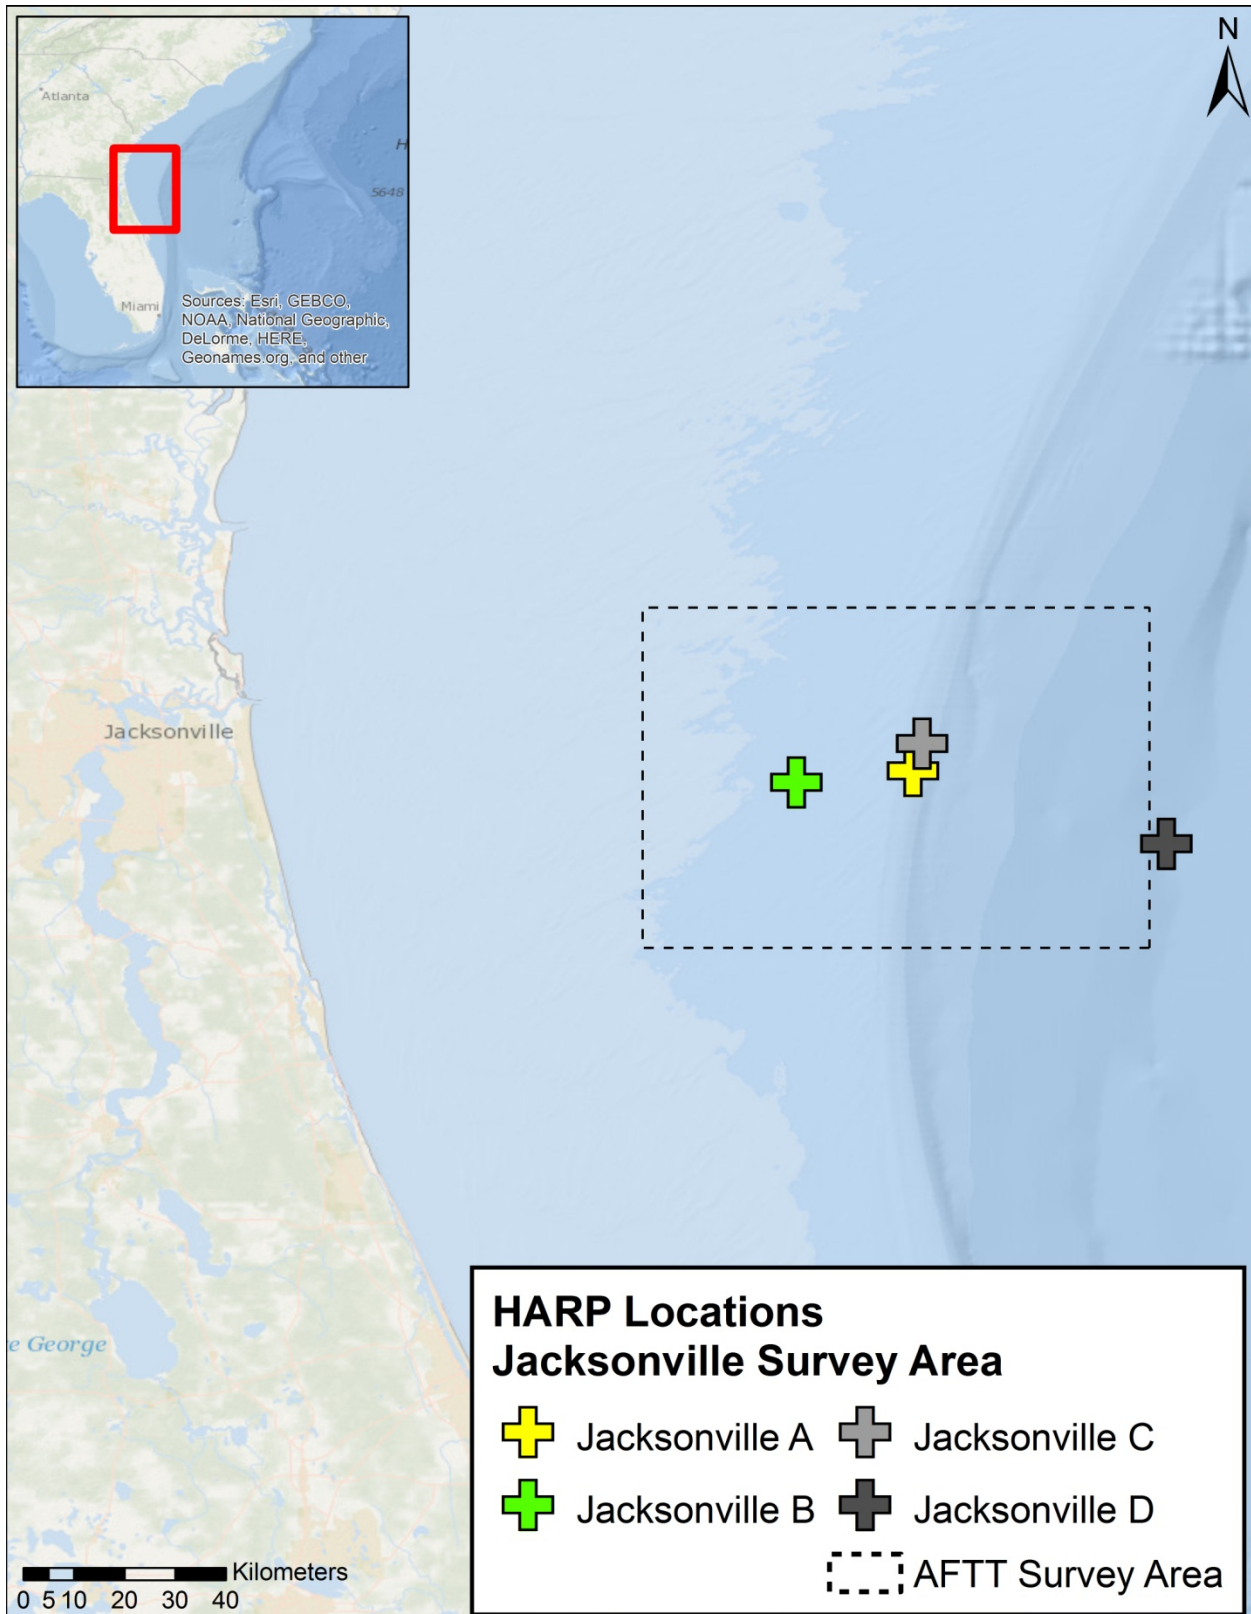 Atlanta
H
5648
Miami
Sources: Esri, GEBCO,
NOAA, National Geographic,
DeLorme, HERE,
Geonames.org, and other
N
Jacksonville
e George
HARP Locations
Jacksonville Survey Area
Jacksonville A
Jacksonville C
Jacksonville B
Jacksonville D
AFTT Survey Area
Kilometers
0 5 10 20 30 40